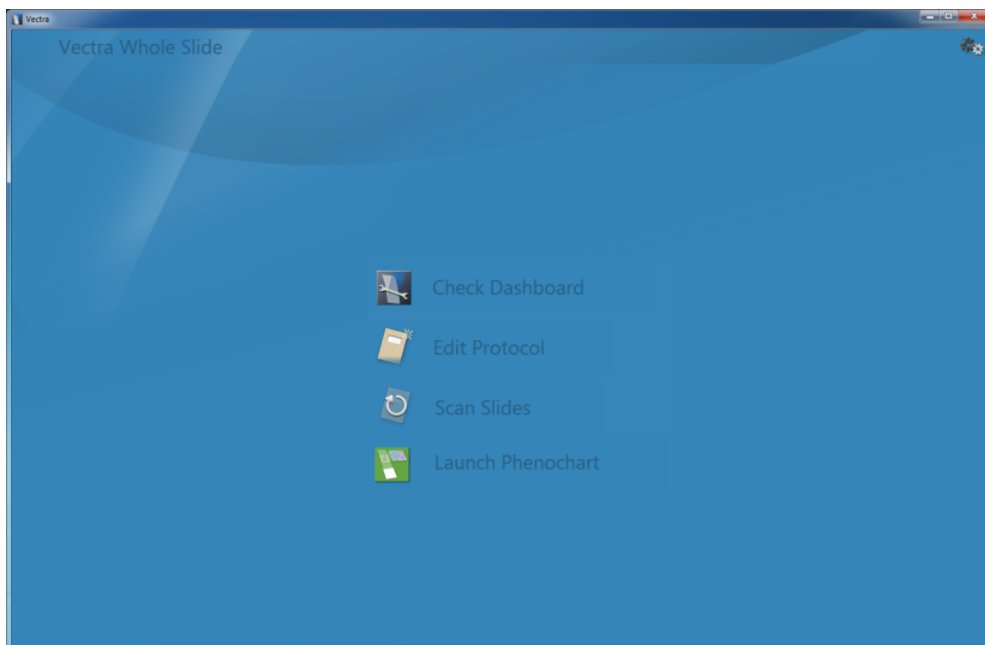 Vectra
Vectra Whole Slide
Check Dashboard
Edit Protocol
Scan Slides
Launch Phenochart